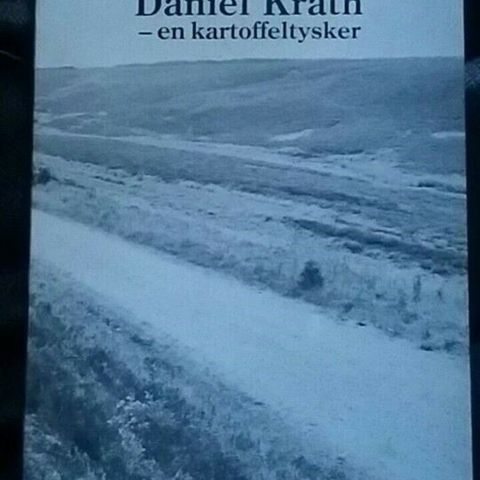 Daniel Krath
– en kartoffeltysker